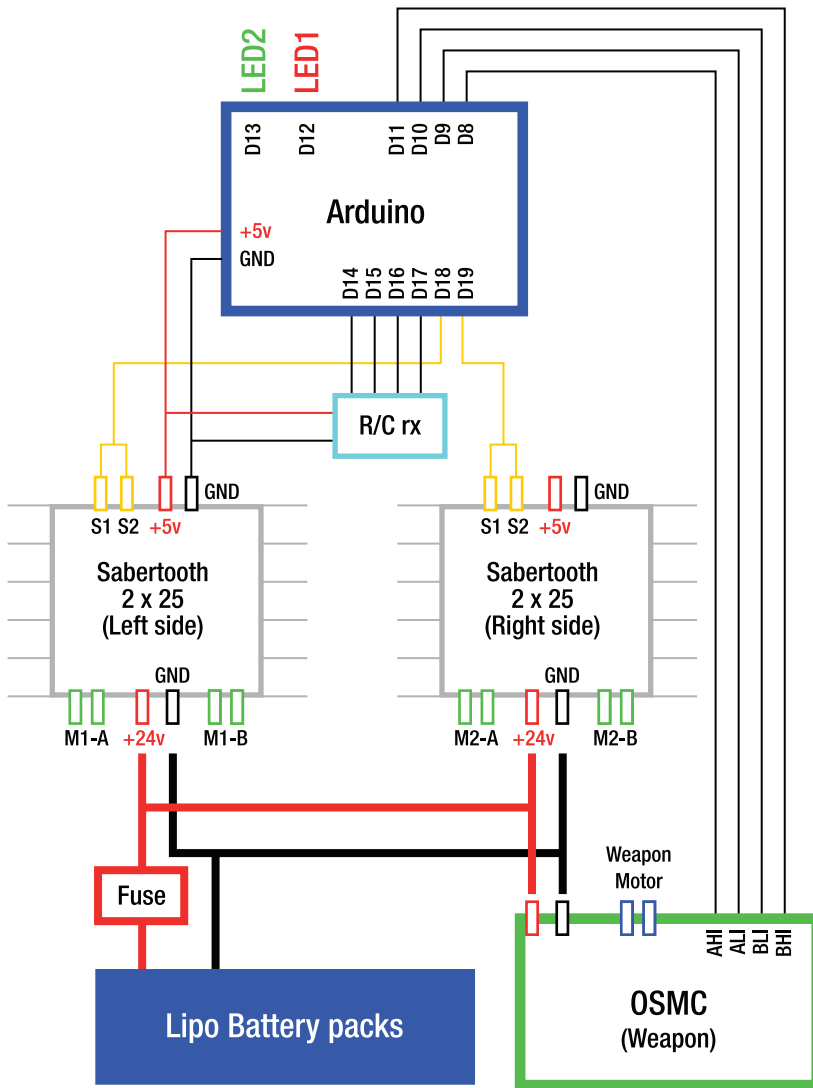 LED2
LED1
D13
D12
D11
D10
D9
D8
Arduino
+5v
GND
D14
D15
D16
D17
D18
D19
R/C rx
GND
S1 S2 +5v
Sabertooth
2 x 25
(Left side)
GND
M1-A +24v M1-B
GND
S1 S2 +5v
Sabertooth
2 x 25
(Right side)
GND
M2-A +24v M2-B
Fuse
Weapon
Motor
AHI
ALI
BLI
BHI
OSMC
(Weapon)
Lipo Battery packs